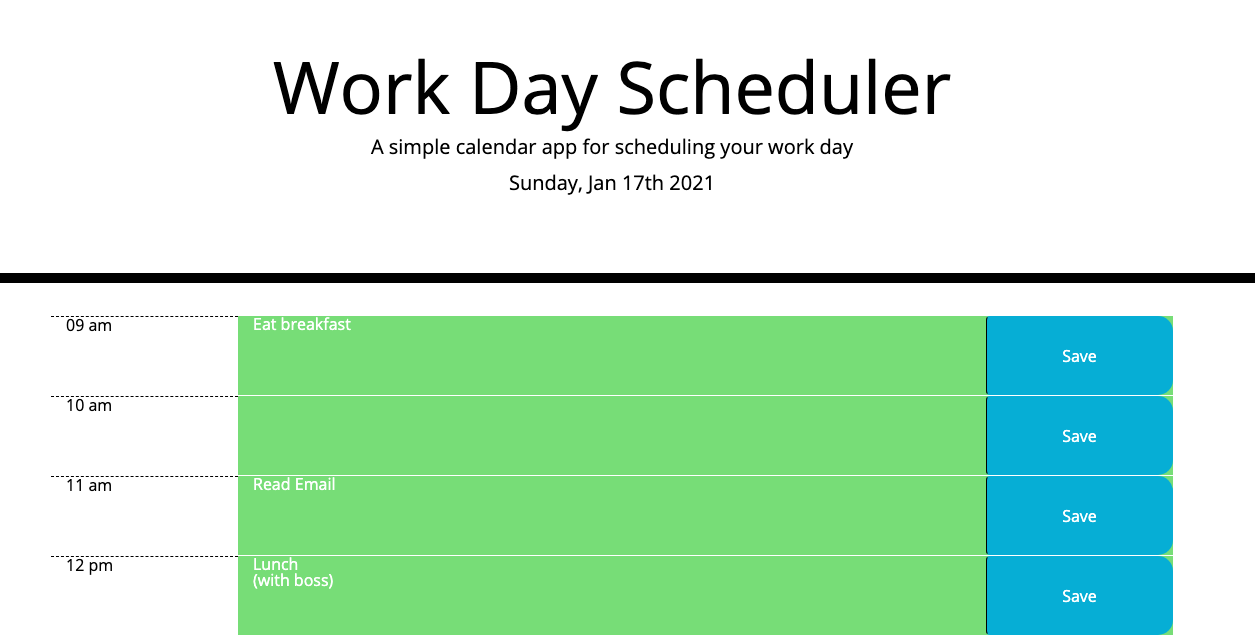 Work Day Scheduler
A simple calendar app for scheduling your work day
Sunday, Jan 17th 2021
09 am
Eat breakfast
Save
10 am
Save
11 am
Read Email
Save
12 pm
Lunch
(with boss)
Save